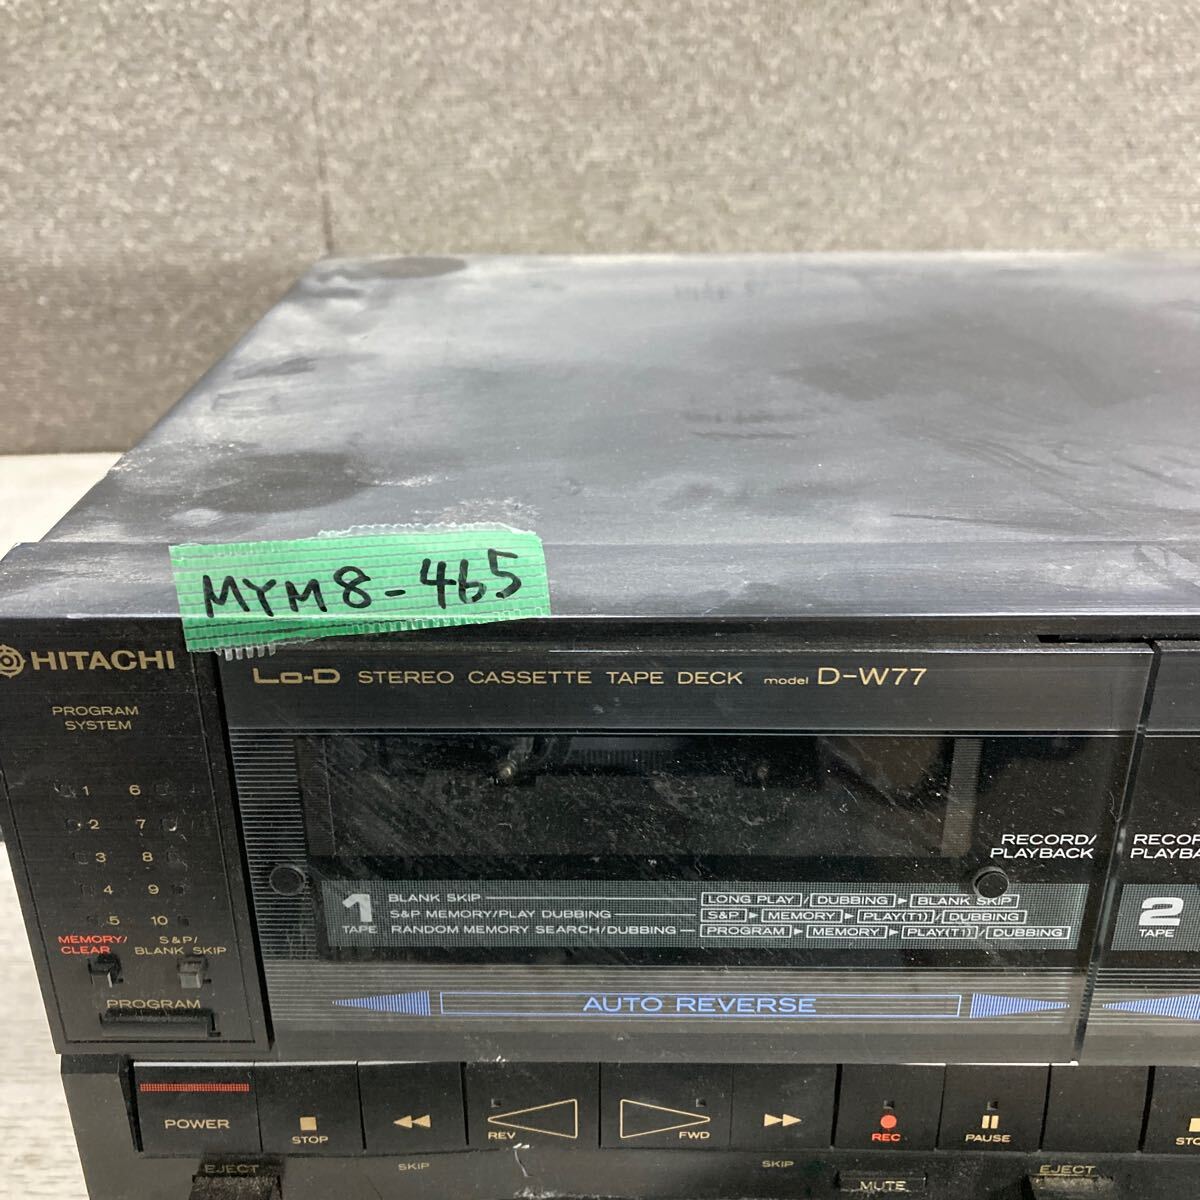 MYM8-465
HITACHI
Lo-D STEREO CASSETTE TAPE DECK model D-W77
PROGRAM
SYSTEM
1 6
2 7
3 8
4 9
5 10
MEMORY/
CLEAR
S&P/
BLANK SKIP
PROGRAM
RECORD/
PLAYBACK
1
TAPE
BLANK SKIP LONG PLAY / DUBBING ▸ BLANK SKIP
S&P MEMORY/PLAY DUBBING S&P ▸ MEMORY ▸ PLAY(T1) / DUBBING
RANDOM MEMORY SEARCH/DUBBING PROGRAM ▸ MEMORY ▸ PLAY(T1) / DUBBING
AUTO REVERSE
RECOR
PLAYBA
2
TAPE
POWER
STOP
SKIP
REV
FWD
SKIP
REC
PAUSE
STO
EJECT
MUTE
EJECT